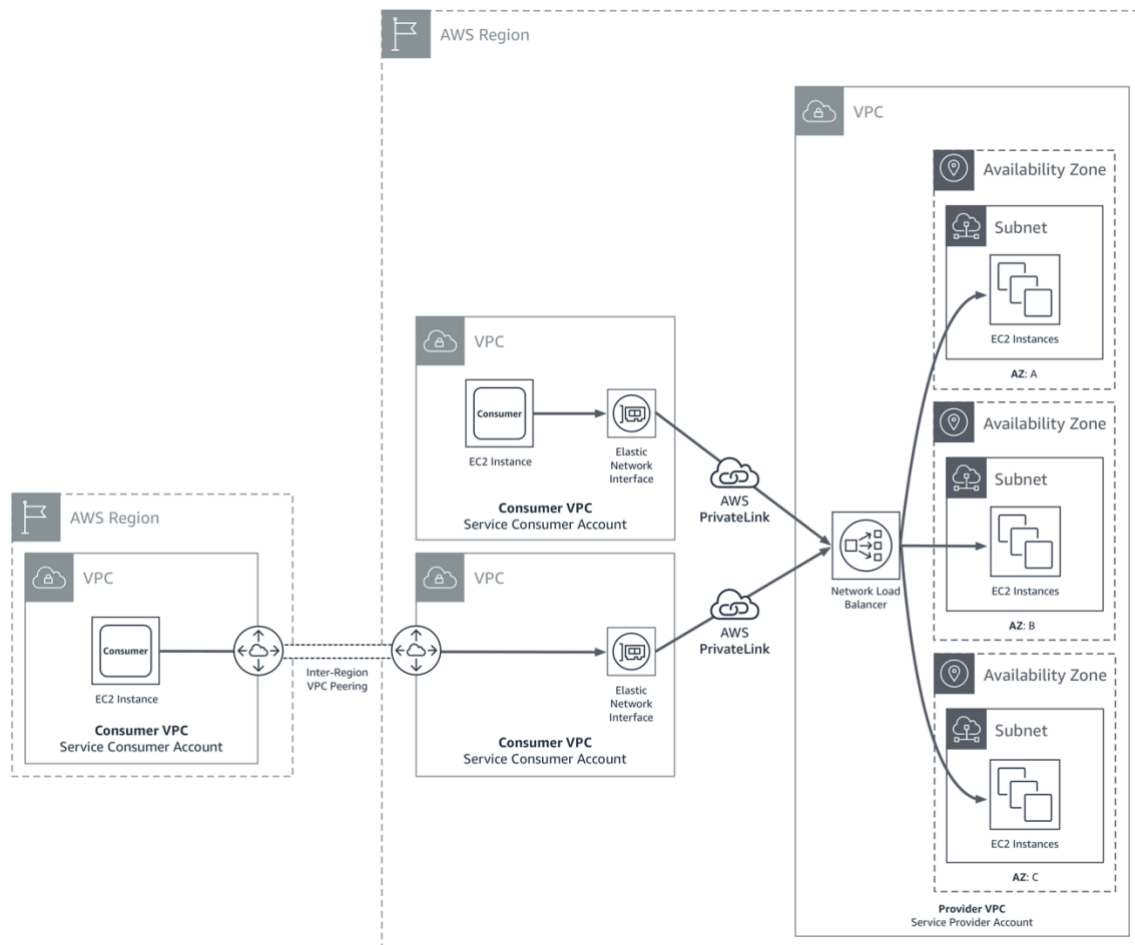 AWS Region
VPC
Availability Zone
Subnet
EC2 Instances
AZ: A
VPC
Consumer
EC2 Instance
Elastic
Network
Interface
Consumer VPC
Service Consumer Account
AWS
PrivateLink
Availability Zone
Subnet
EC2 Instances
AZ: B
AWS Region
VPC
Consumer
EC2 Instance
Consumer VPC
Service Consumer Account
Inter-Region
VPC Peering
VPC
Elastic
Network
Interface
Consumer VPC
Service Consumer Account
AWS
PrivateLink
Network Load
Balancer
Availability Zone
Subnet
EC2 Instances
AZ: C
Provider VPC
Service Provider Account